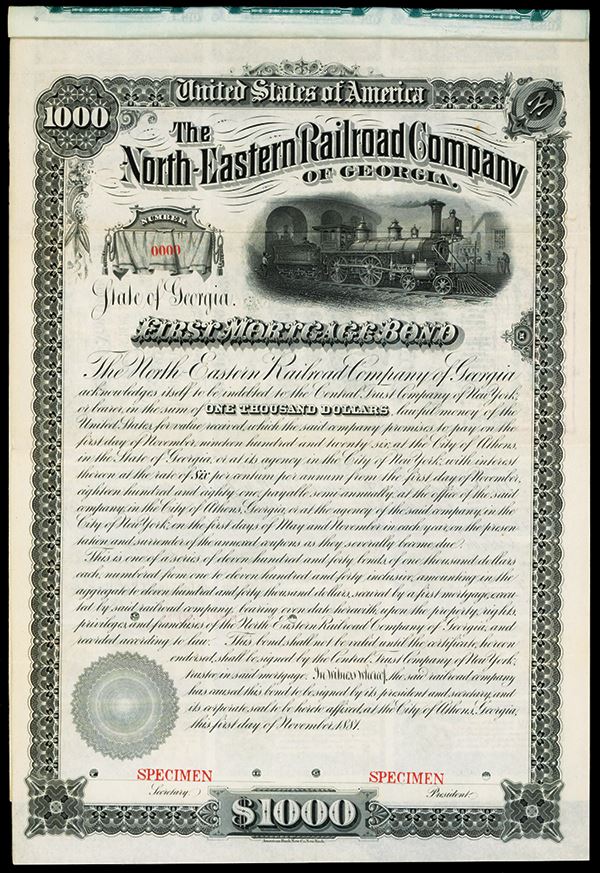 United States of America
1000
The
North-Eastern Railroad Company
OF GEORGIA.
NUMBER
0000
State of Georgia.
FIRST MORTGAGE BOND
The North Eastern Railroad Company of Georgia
acknowledges itself to be indebted to the Central Trust Company of New York,
or bearer, in the sum of ONE THOUSAND DOLLARS, lawful money of the
United States, for value received, which the said company promises to pay on the
first day of November, nineteen hundred and twenty six, at the City of Athens,
in the State of Georgia, or at its agency in the City of New York, with interest
thereon at the rate of Six per centum per annum from the first day of November,
eighteen hundred and eighty one, payable semi-annually, at the office of the said
company, in the City of Athens, Georgia, or at the agency of the said company, in the
City of New York, on the first days of May and November in each year, on the presen
tation and surrender of the annexed coupons as they severally become due.
This is one of a series of eleven hundred and forty bonds, of one thousand dollars
each, numbered from one to eleven hundred and forty inclusive, amounting in the
aggregate to eleven hundred and forty thousand dollars, secured by a first mortgage, execu
ted by said railroad company, bearing even date herewith, upon the property, rights,
privileges and franchises of the North Eastern Railroad Company of Georgia, and
recorded according to law. This bond shall not be valid until the certificate, hereon
endorsed, shall be signed by the Central Trust Company of New York,
trustee in said mortgage. In witness whereof, the said railroad company
has caused this bond to be signed by its president and secretary, and
its corporate seal to be hereto affixed, at the City of Athens, Georgia,
this first day of November, 1881.
SPECIMEN
SPECIMEN
Secretary.
President.
$1000
American Bank Note Co. New York.